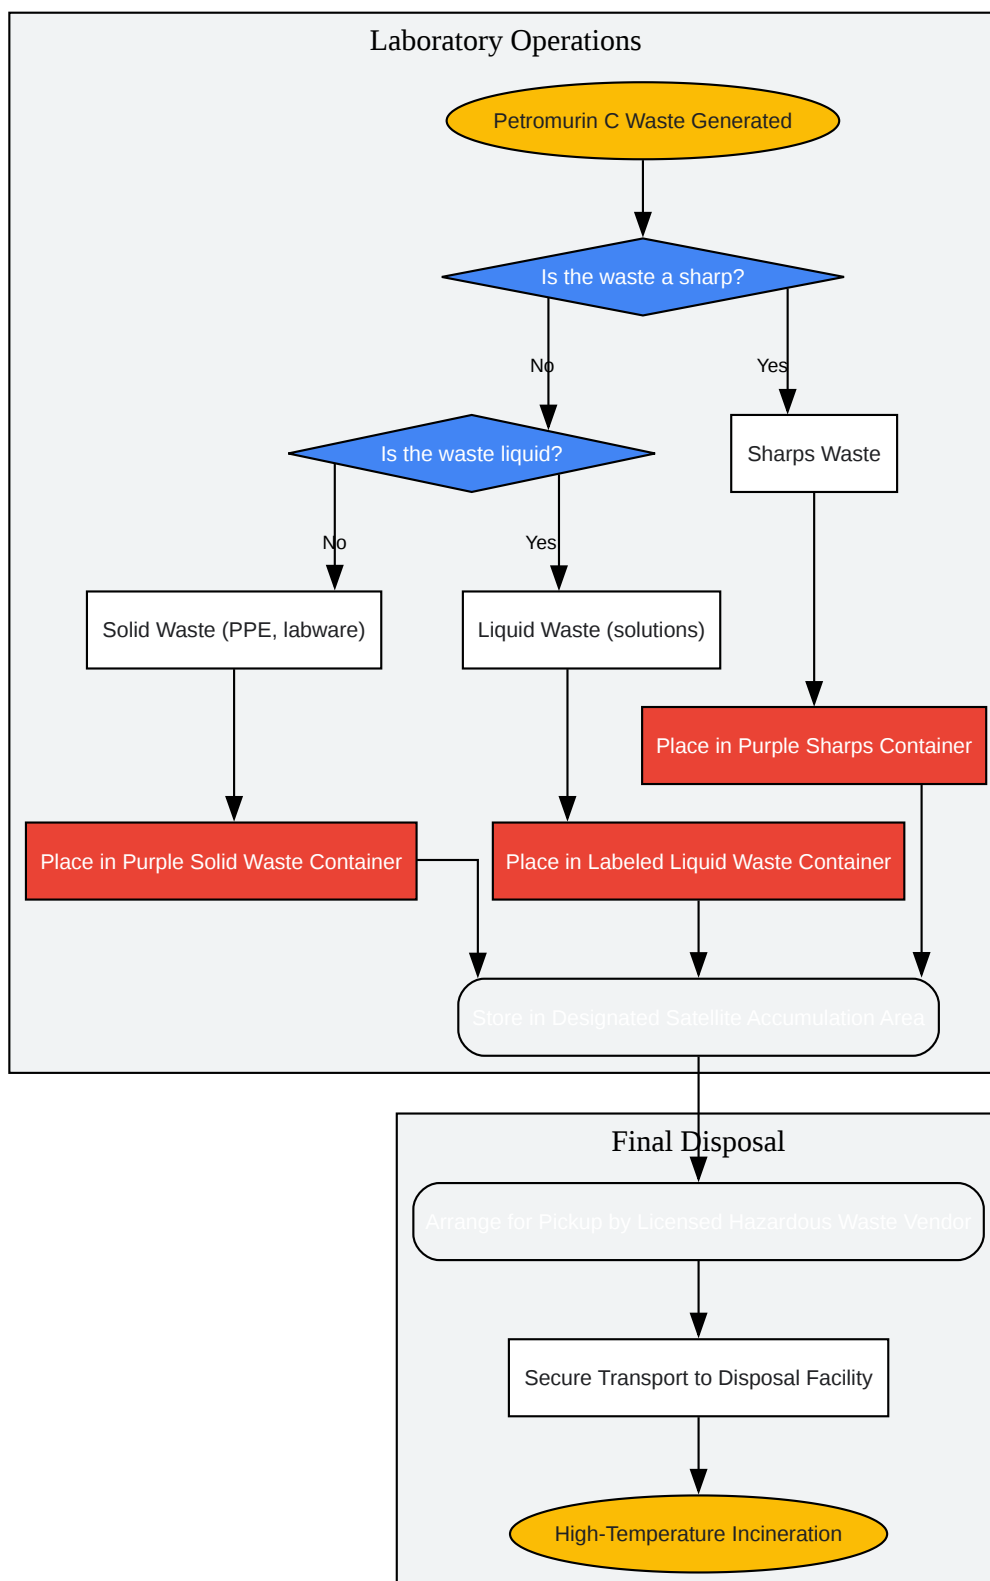 Laboratory Operations
Petromurin C Waste Generated
Is the waste a sharp?
No
Yes
Is the waste liquid?
Sharps Waste
No
Yes
Solid Waste (PPE, labware)
Liquid Waste (solutions)
Place in Purple Sharps Container
Place in Purple Solid Waste Container
Place in Labeled Liquid Waste Container
Store in Designated Satellite Accumulation Area
Final Disposal
Arrange for Pickup by Licensed Hazardous Waste Vendor
Secure Transport to Disposal Facility
High-Temperature Incineration